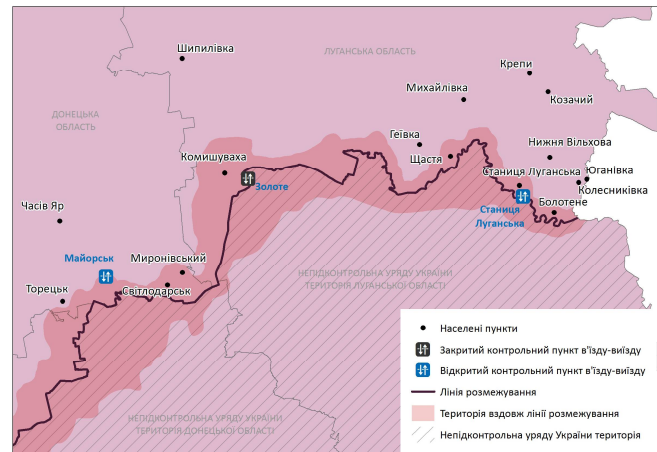 Шипилівка
ЛУГАНСЬКА ОБЛАСТЬ
Крепи
Михайлівка
Козачий
ДОНЕЦЬКА
ОБЛАСТЬ
Геївка
Нижня Вільхова
Комишуваха
Щастя
Станиця Луганська
Юганівка
Золоте
Колесниківка
Часів Яр
Станиця
Луганська
Болотене
Майорськ
Миронівський
НЕПІДКОНТРОЛЬНА УРЯДУ УКРАЇНИ
ТЕРИТОРІЯ ЛУГАНСЬКОЇ ОБЛАСТІ
Торецьк
Світлодарськ
Населені пункти
Закритий контрольний пункт в'їзду-виїзду
Відкритий контрольний пункт в'їзду-виїзду
Лінія розмежування
Територія вздовж лінії розмежування
Непідконтрольна уряду України територія
НЕПІДКОНТРОЛЬНА УРЯДУ УКРАЇНИ
ТЕРИТОРІЯ ДОНЕЦЬКОЇ ОБЛАСТІ